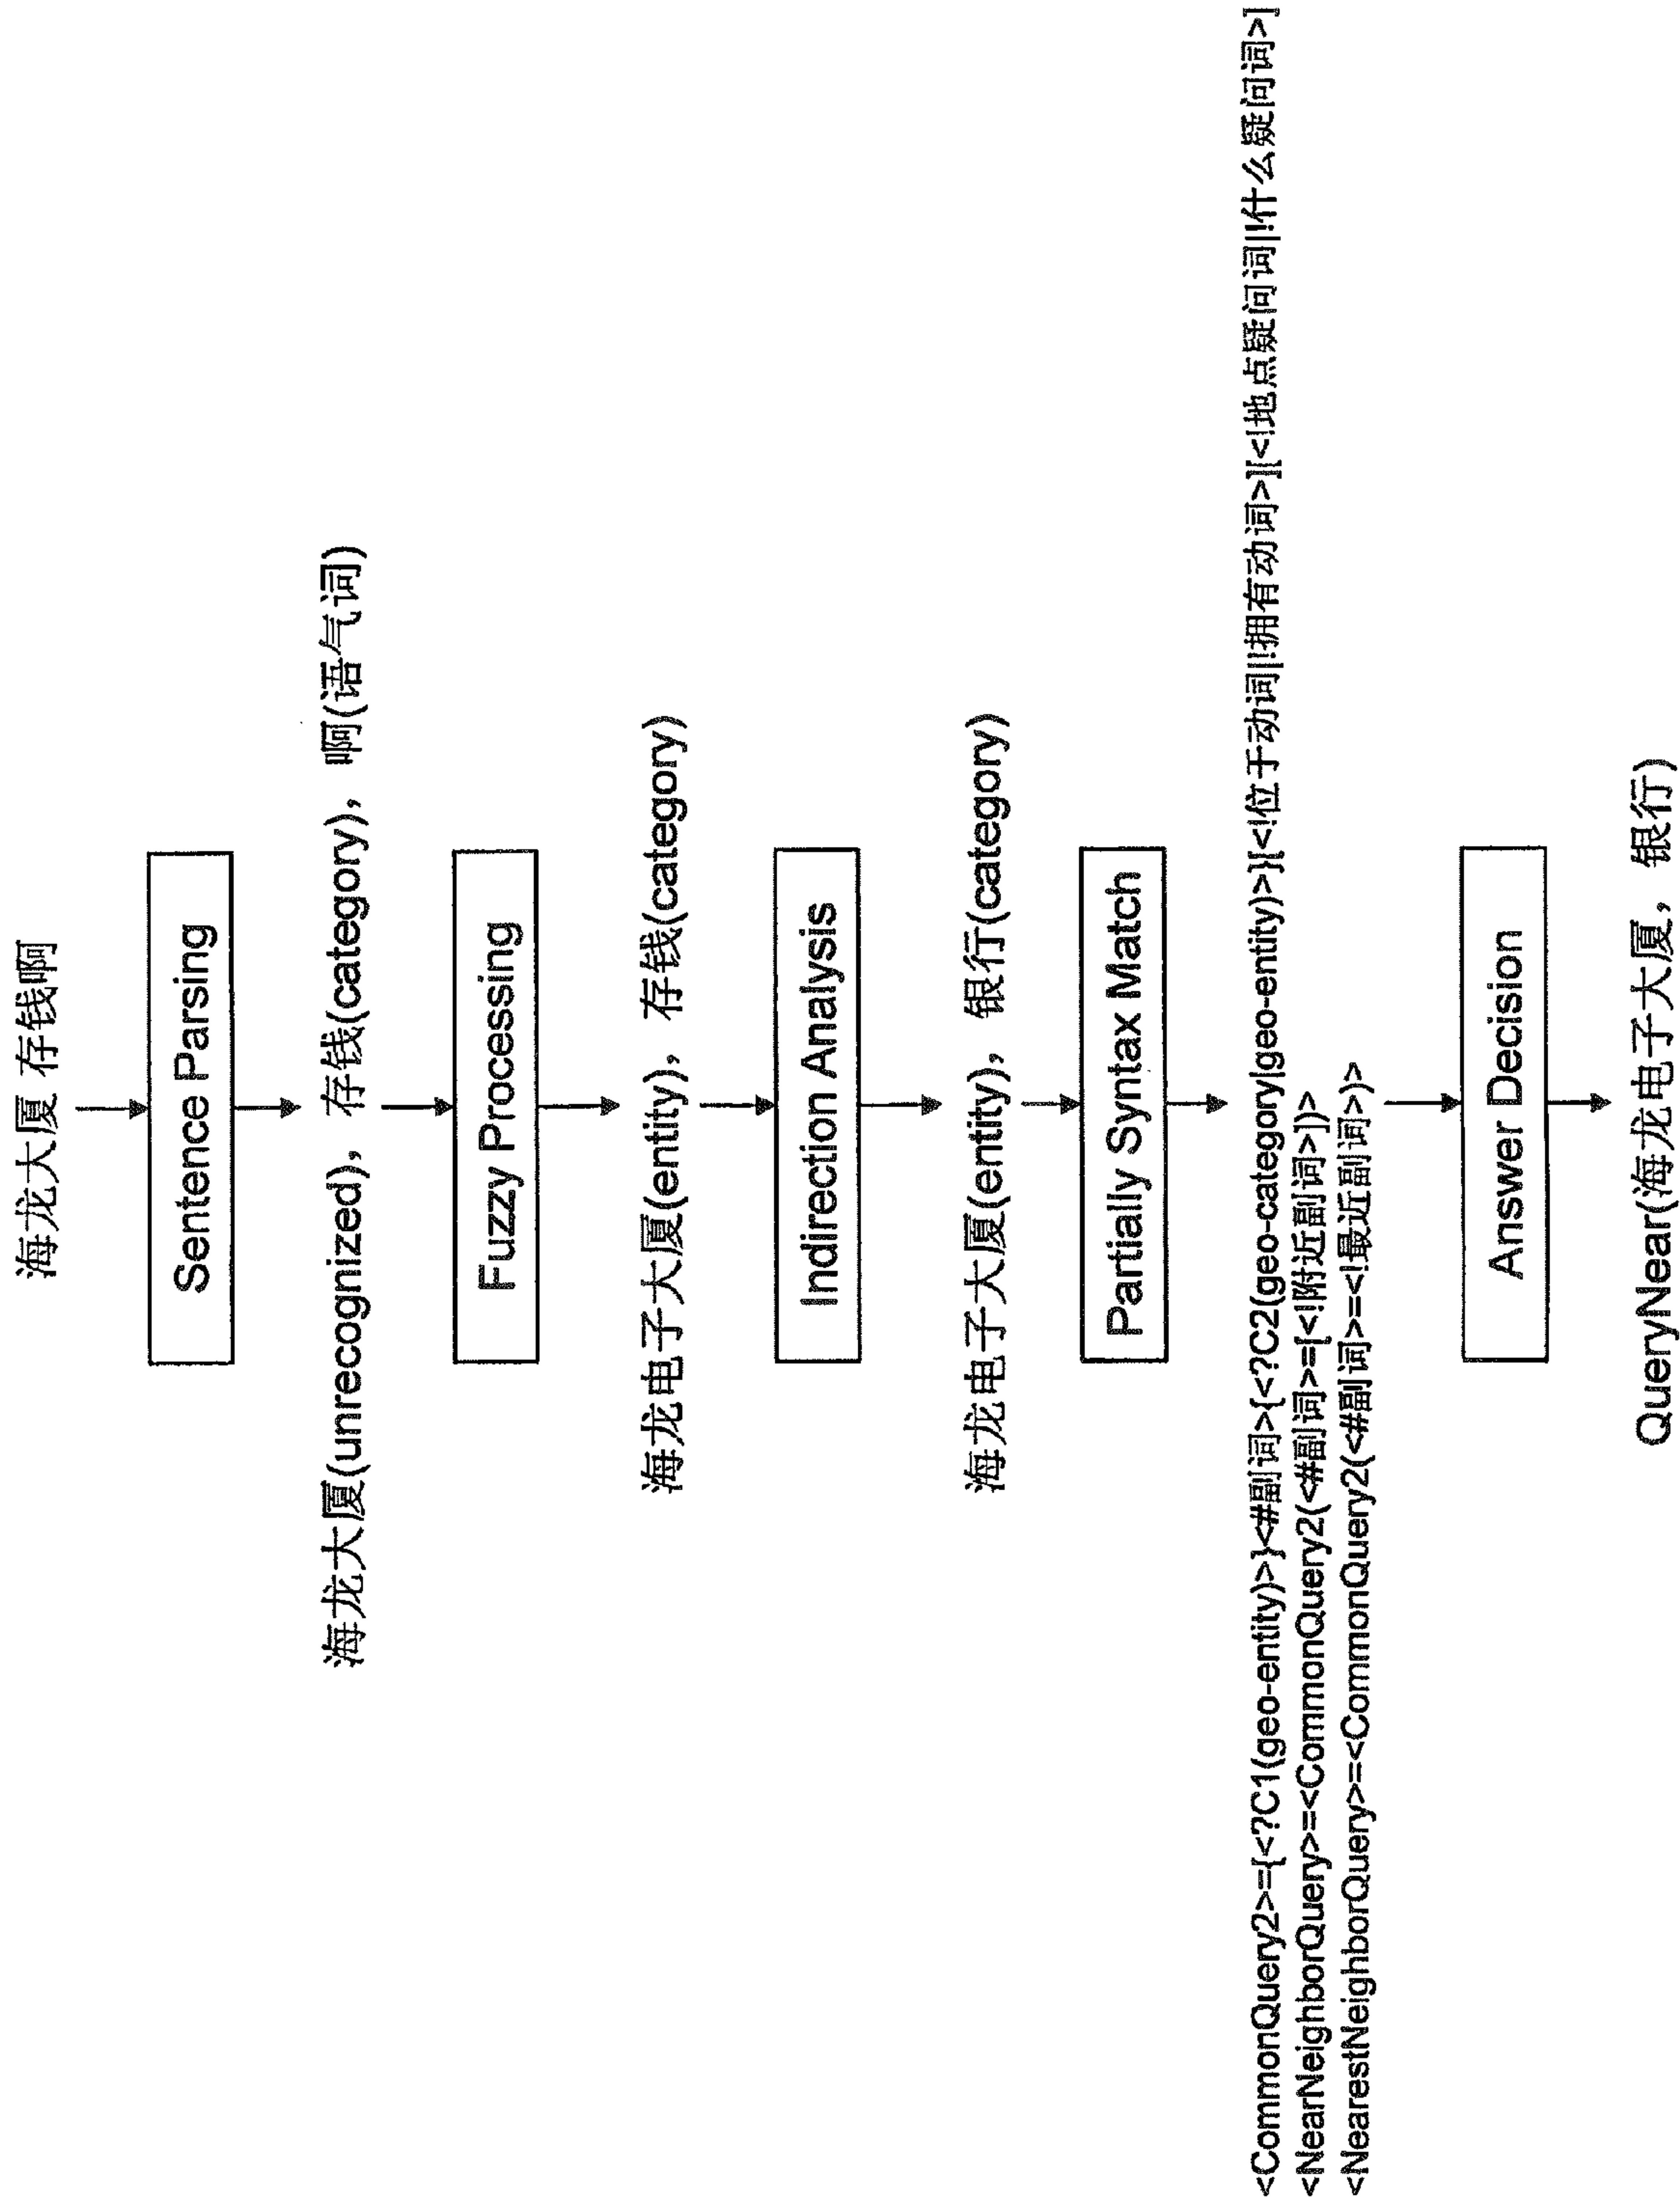 海龙大厦 存钱啊
Sentence Parsing
海龙大厦(unrecognized)， 存钱(category)， 啊(语气词)
Fuzzy Processing
海龙电子大厦(entity)， 存钱(category)
Indirection Analysis
海龙电子大厦(entity)， 银行(category)
Partially Syntax Match
<CommonQuery2>={<?C1(geo-entity)>}<#副词>{<?C2(geo-category|geo-entity)>}[<!位于动词|!拥有动词>][<!地点疑问词|!什么疑问词>]
<NearNeighborQuery>=<CommonQuery2(<#副词>=[<!附近副词>])>
<NearestNeighborQuery>=<CommonQuery2(<#副词>=<!最近副词>)>
Answer Decision
QueryNear(海龙电子大厦，银行)